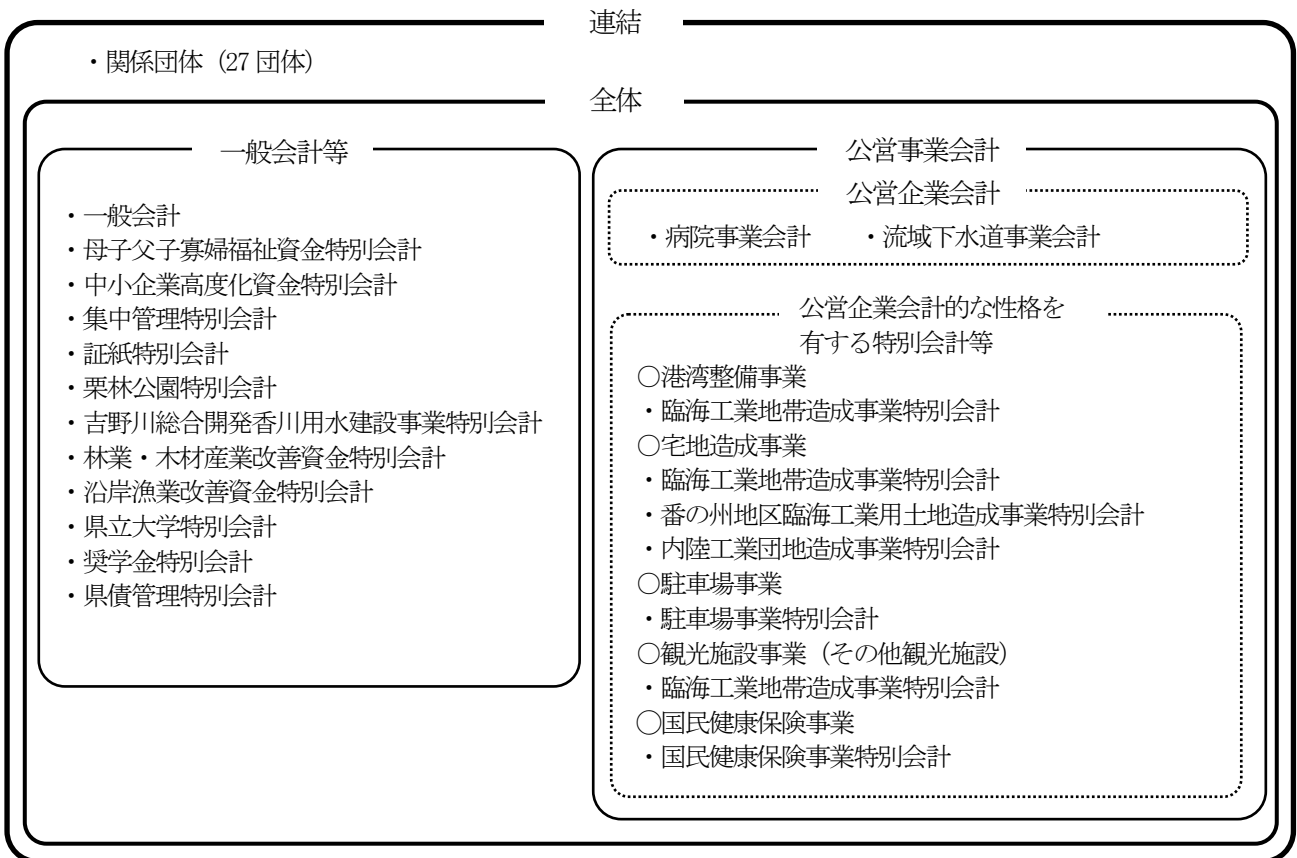 連結
・関係団体（27 団体）
全体
一般会計等
・一般会計
・母子父子寡婦福祉資金特別会計
・中小企業高度化資金特別会計
・集中管理特別会計
・証紙特別会計
・栗林公園特別会計
・吉野川総合開発香川用水建設事業特別会計
・林業・木材産業改善資金特別会計
・沿岸漁業改善資金特別会計
・県立大学特別会計
・奨学金特別会計
・県債管理特別会計
公営事業会計
公営企業会計
・病院事業会計　・流域下水道事業会計
公営企業会計的な性格を
有する特別会計等
○港湾整備事業
・臨海工業地帯造成事業特別会計
○宅地造成事業
・臨海工業地帯造成事業特別会計
・番の州地区臨海工業用土地造成事業特別会計
・内陸工業団地造成事業特別会計
○駐車場事業
・駐車場事業特別会計
○観光施設事業（その他観光施設）
・臨海工業地帯造成事業特別会計
○国民健康保険事業
・国民健康保険事業特別会計